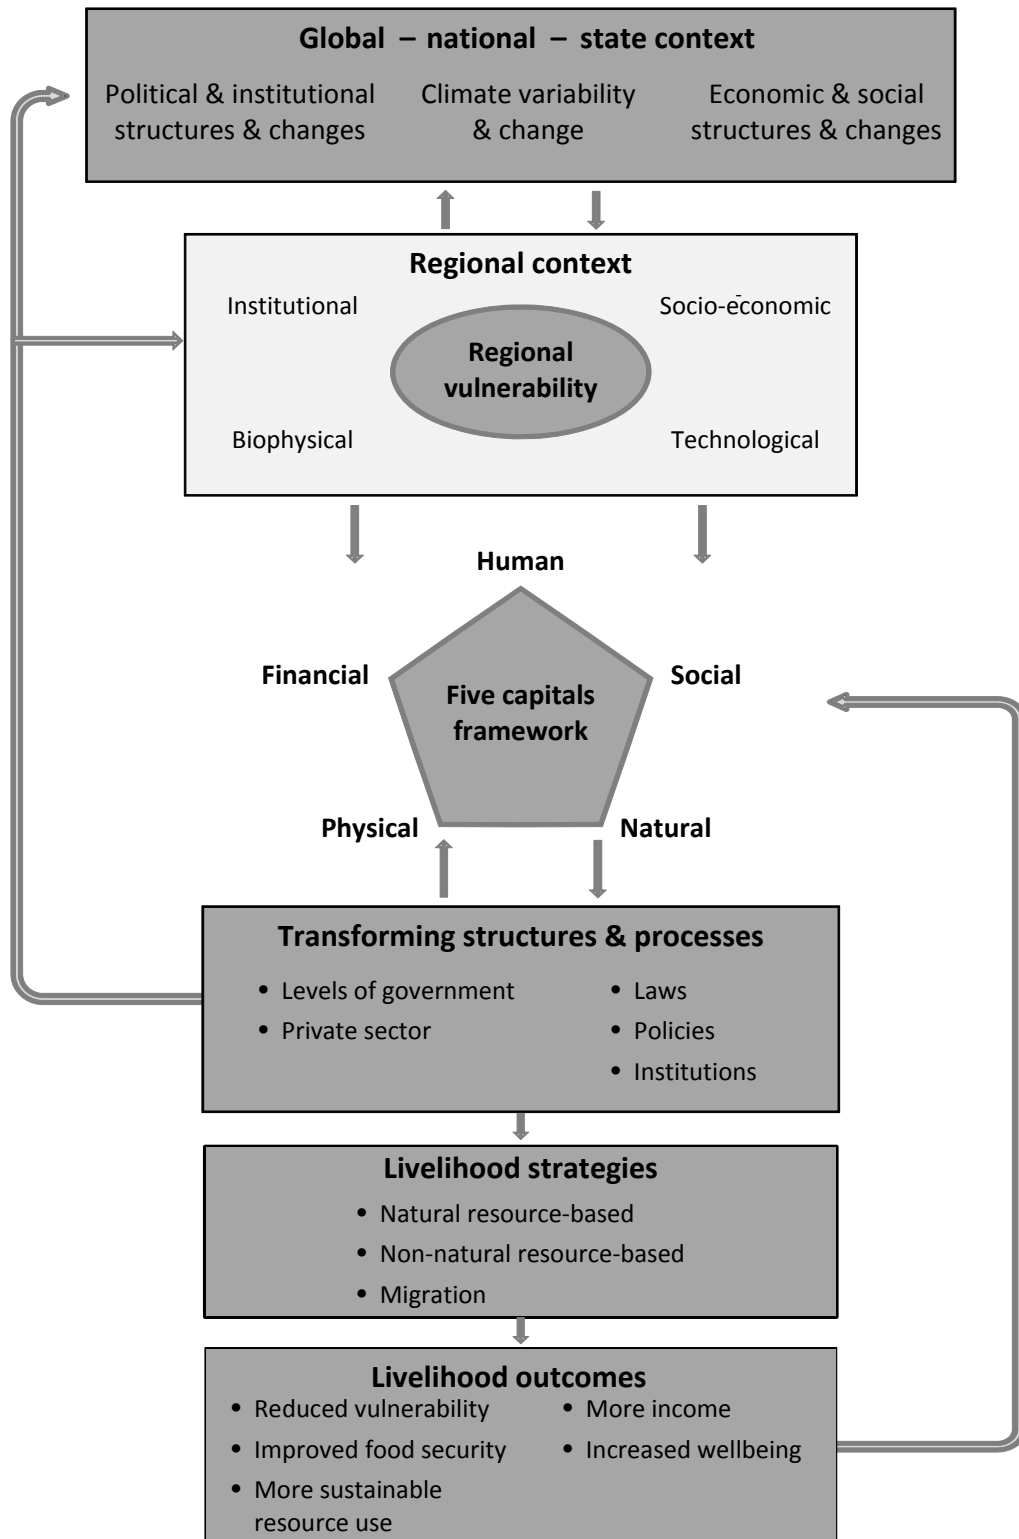 Global – national – state context
Political & institutional
structures & changes
Climate variability
& change
Economic & social
structures & changes
Regional context
Institutional
Socio-economic
Regional
vulnerability
Biophysical
Technological
Human
Financial
Social
Five capitals
framework
Physical
Natural
Transforming structures & processes
• Levels of government
• Private sector
• Laws
• Policies
• Institutions
Livelihood strategies
• Natural resource-based
• Non-natural resource-based
• Migration
Livelihood outcomes
• Reduced vulnerability
• Improved food security
• More sustainable
resource use
• More income
• Increased wellbeing